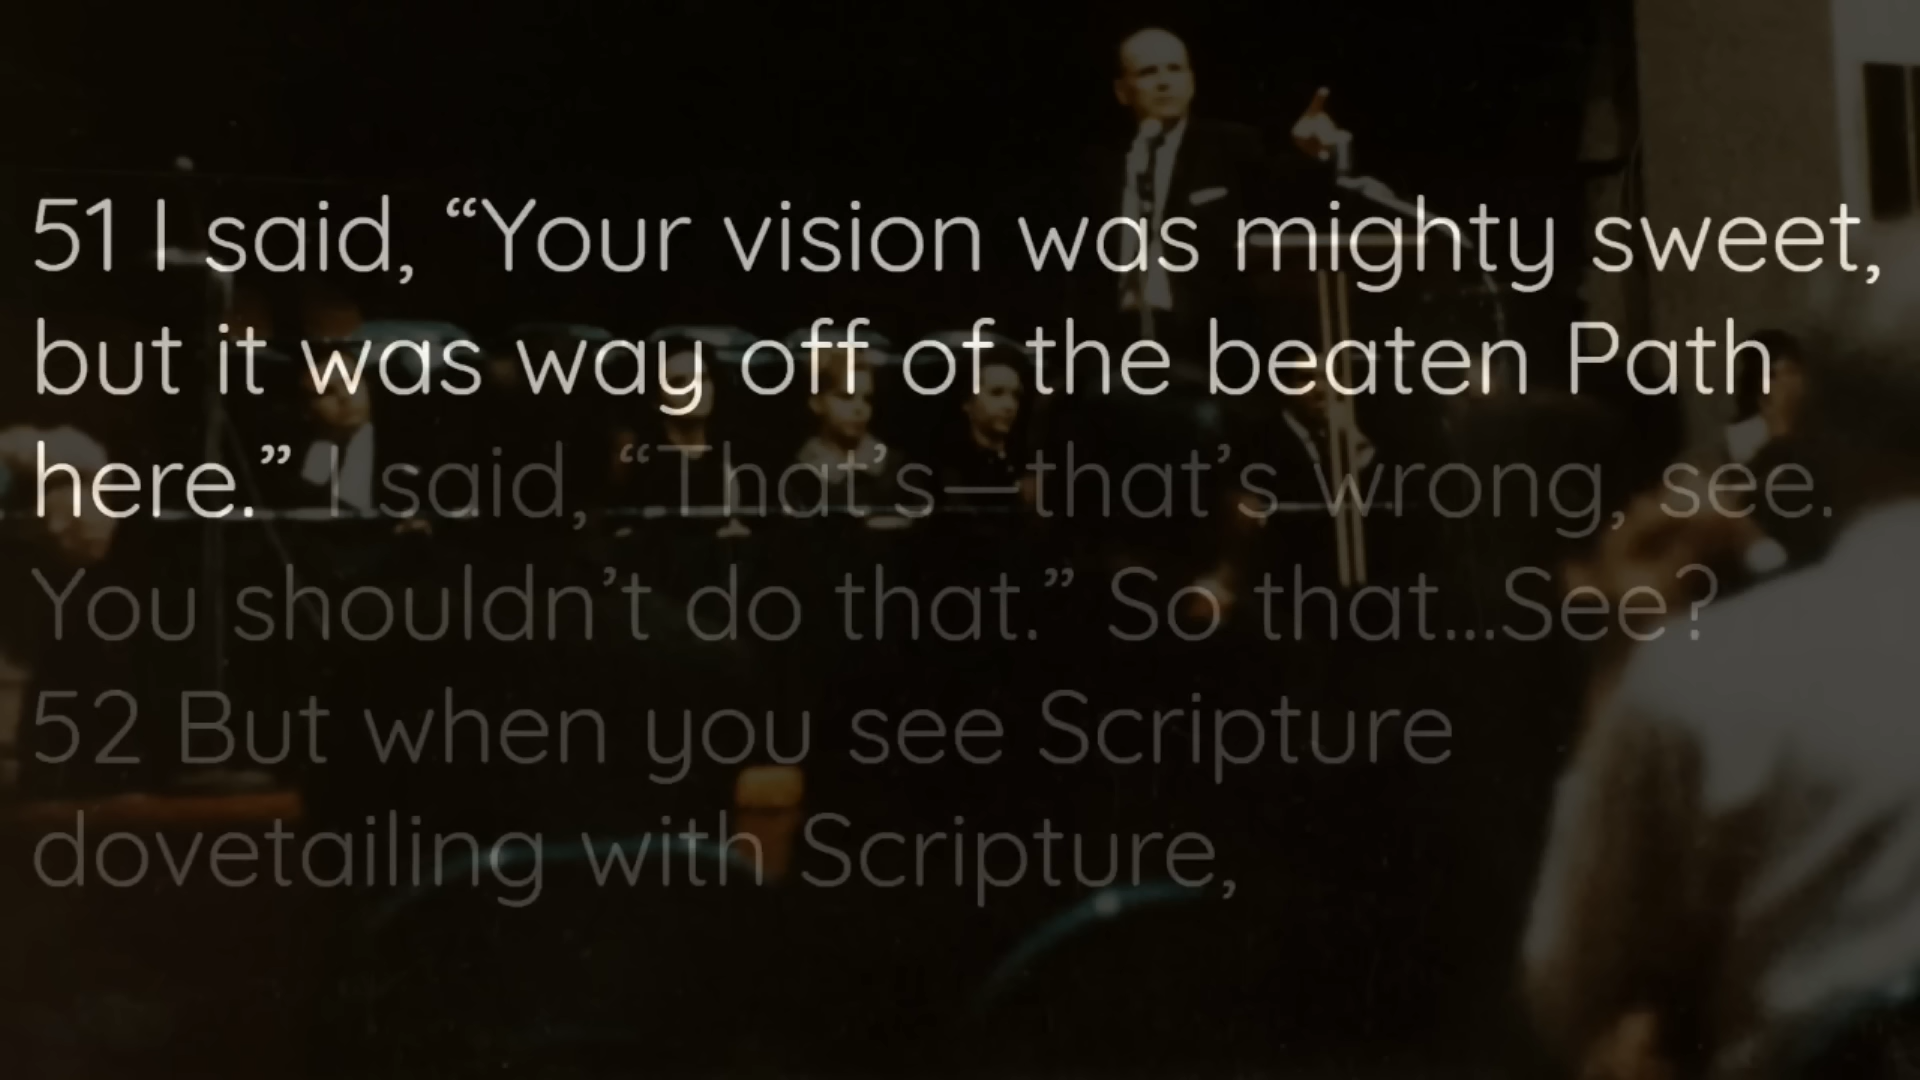 51 I said, “Your vision was mighty sweet,
but it was way off of the beaten Path
here.” I said, “That’s—that’s wrong, see.
You shouldn’t do that.” So that...See?
52 But when you see Scripture
dovetailing with Scripture,